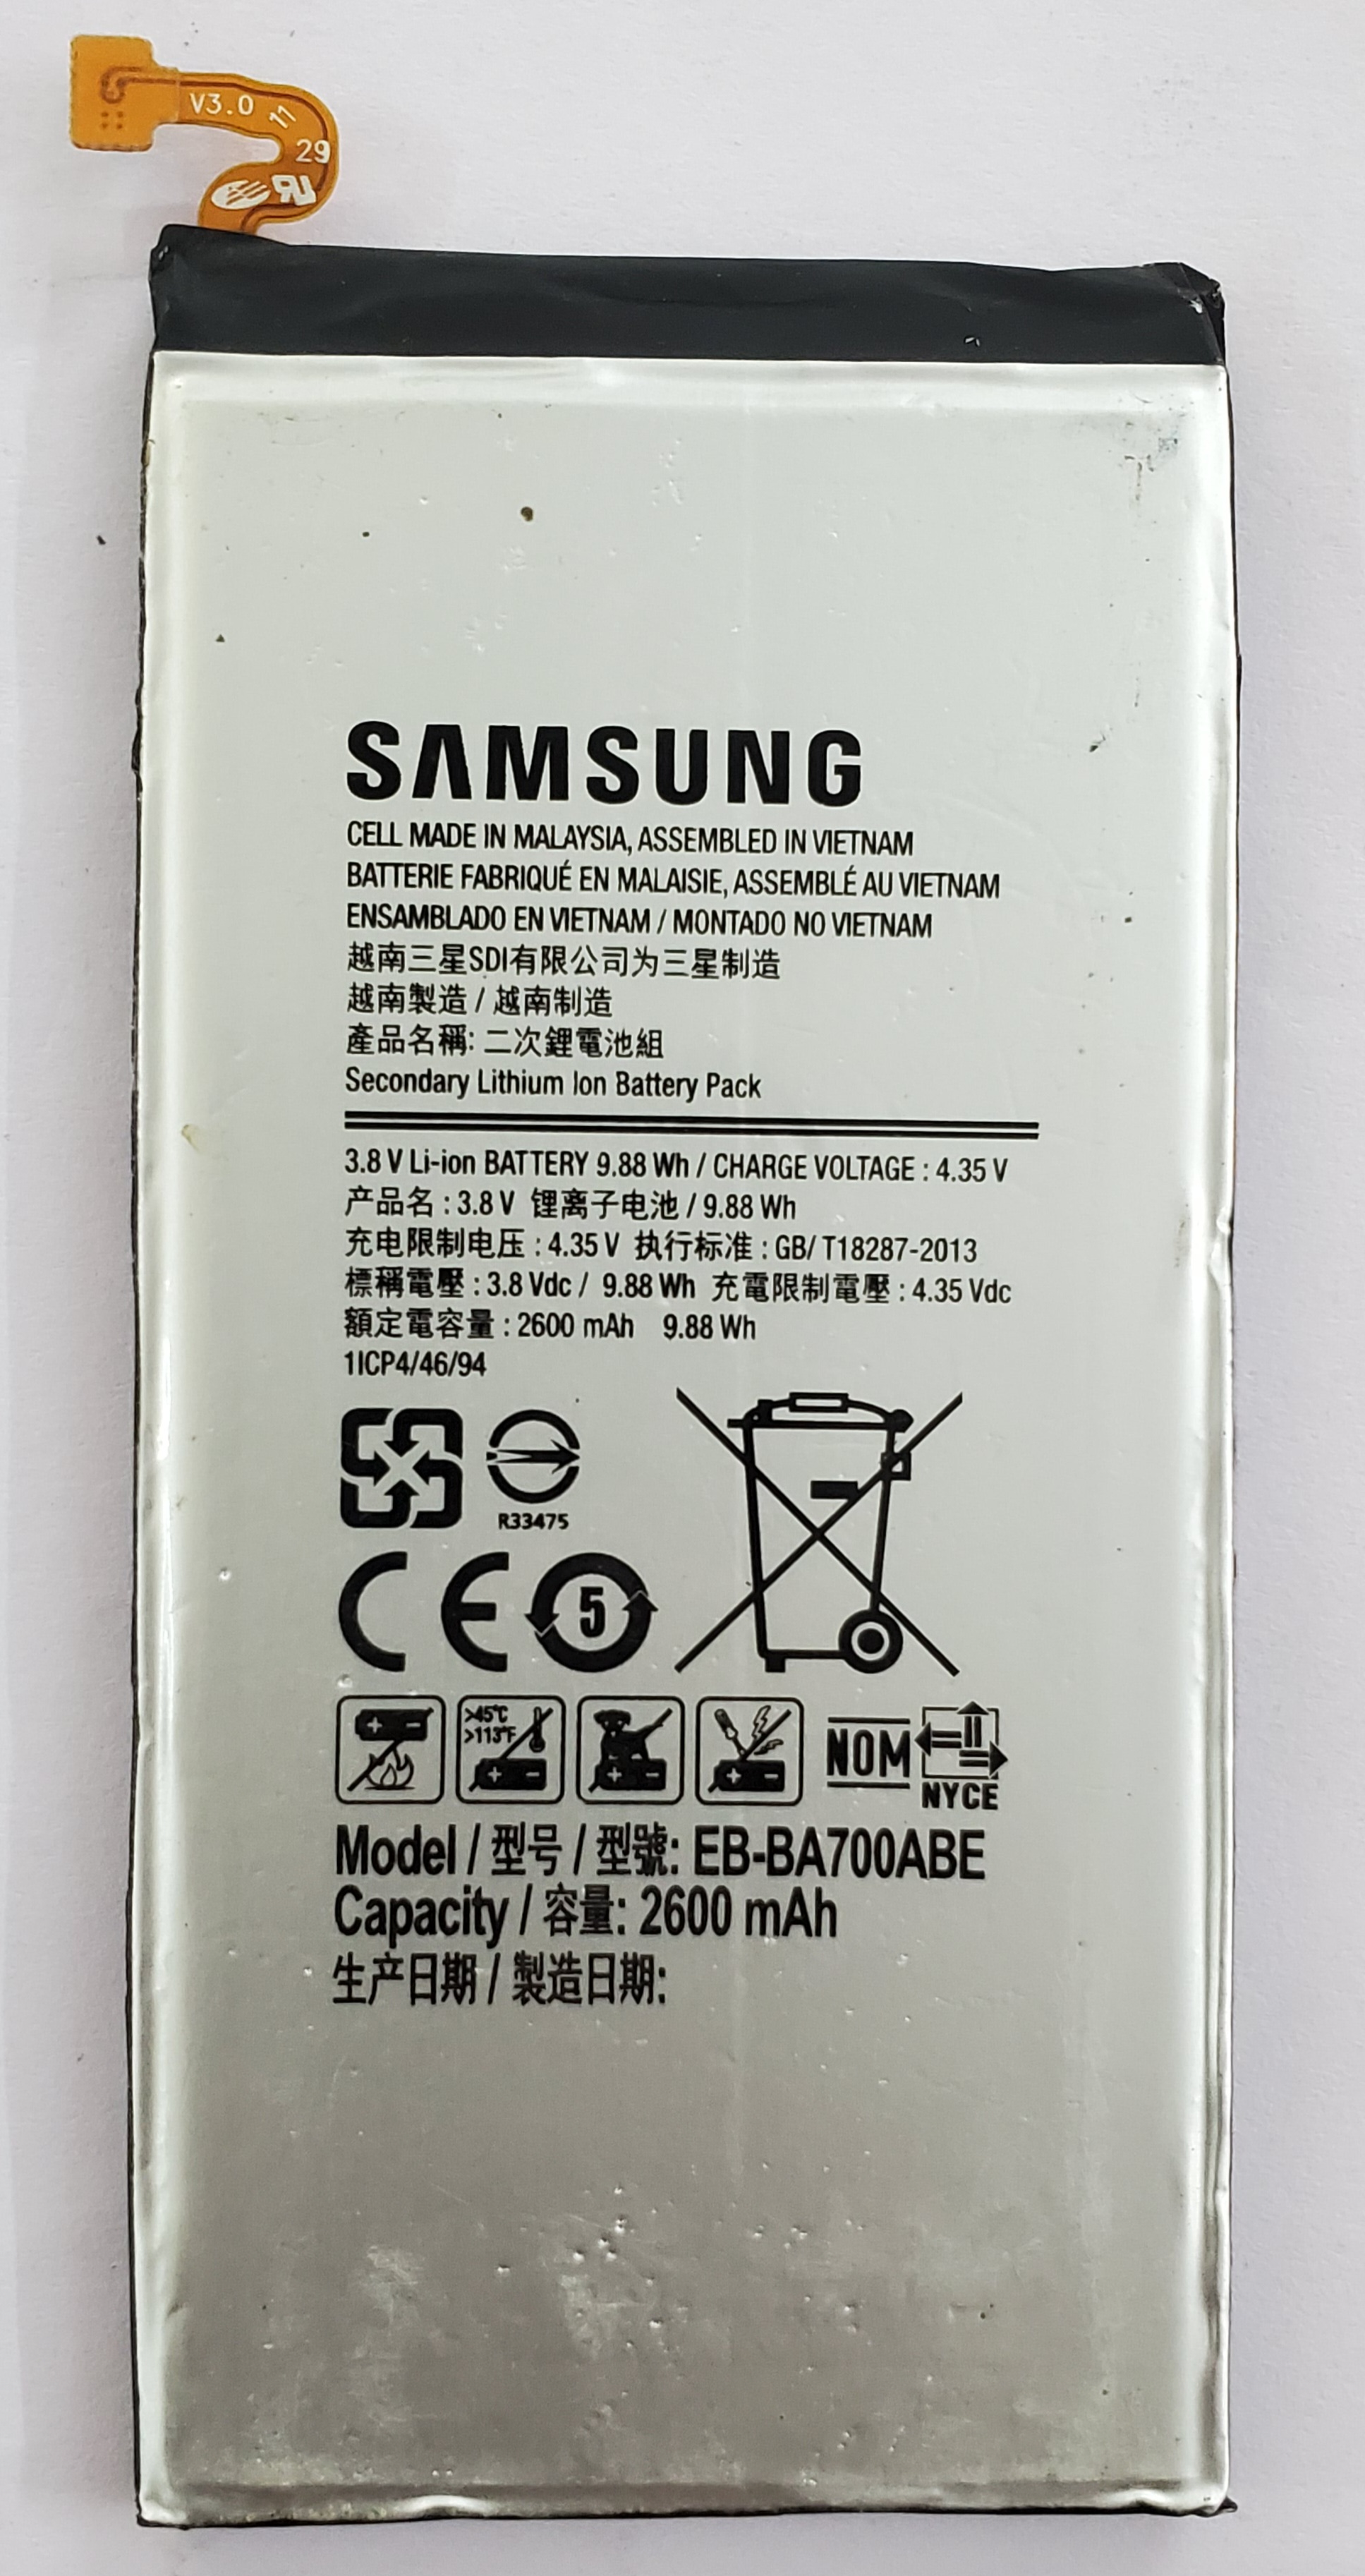 V3.0
11
29
SAMSUNG
CELL MADE IN MALAYSIA, ASSEMBLED IN VIETNAM
BATTERIE FABRIQUÉ EN MALAISIE, ASSEMBLÉ AU VIETNAM
ENSAMBLADO EN VIETNAM / MONTADO NO VIETNAM
越南三星SDI有限公司为三星制造
越南製造 / 越南制造
產品名稱: 二次鋰電池組
Secondary Lithium Ion Battery Pack
3.8 V Li-ion BATTERY 9.88 Wh / CHARGE VOLTAGE : 4.35 V
产品名 : 3.8 V 锂离子电池 / 9.88 Wh
充电限制电压 : 4.35 V 执行标准 : GB/ T18287-2013
標稱電壓 : 3.8 Vdc / 9.88 Wh 充電限制電壓 : 4.35 Vdc
額定電容量 : 2600 mAh 9.88 Wh
1ICP4/46/94
R33475
CE 5
>45°C
>113°F
NOM
NYCE
Model / 型号 / 型號: EB-BA700ABE
Capacity / 容量: 2600 mAh
生产日期 / 製造日期: